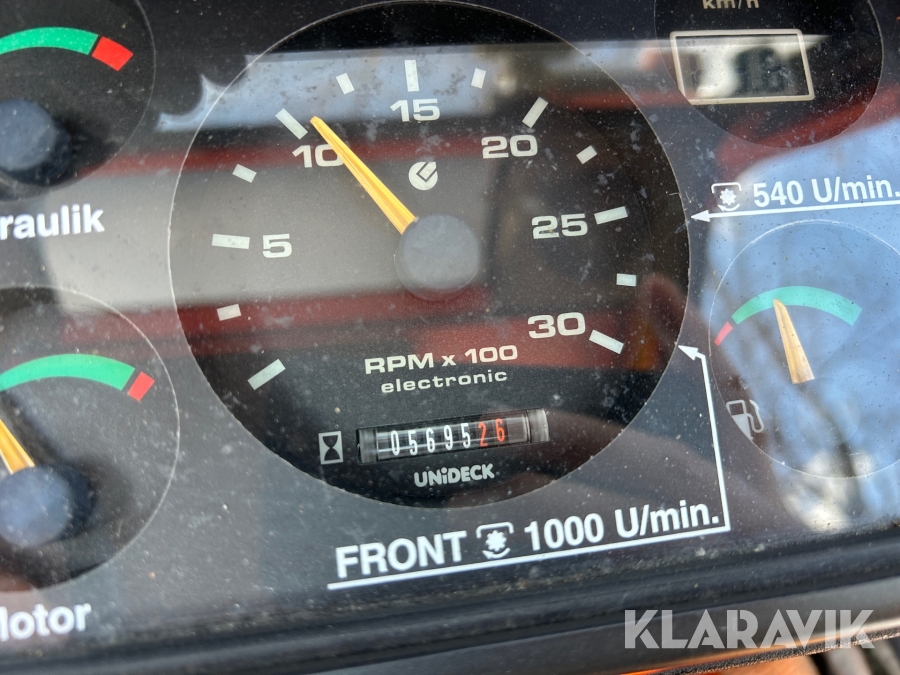 km/h
15
10
20
540 U/min.
raulik
5
25
30
RPM x 100
electronic
0569526
UNiDECK
FRONT 1000 U/min.
Motor
KLARAVIK